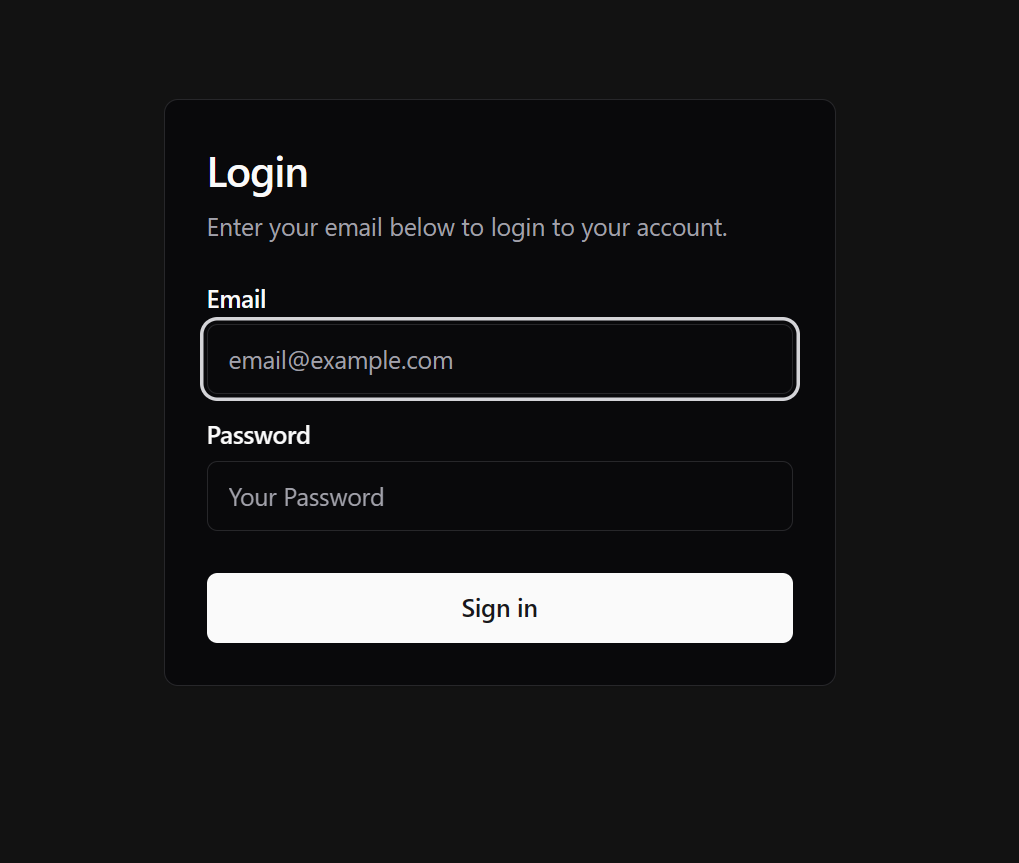 Login
Enter your email below to login to your account.
Email
email@example.com
Password
Your Password
Sign in